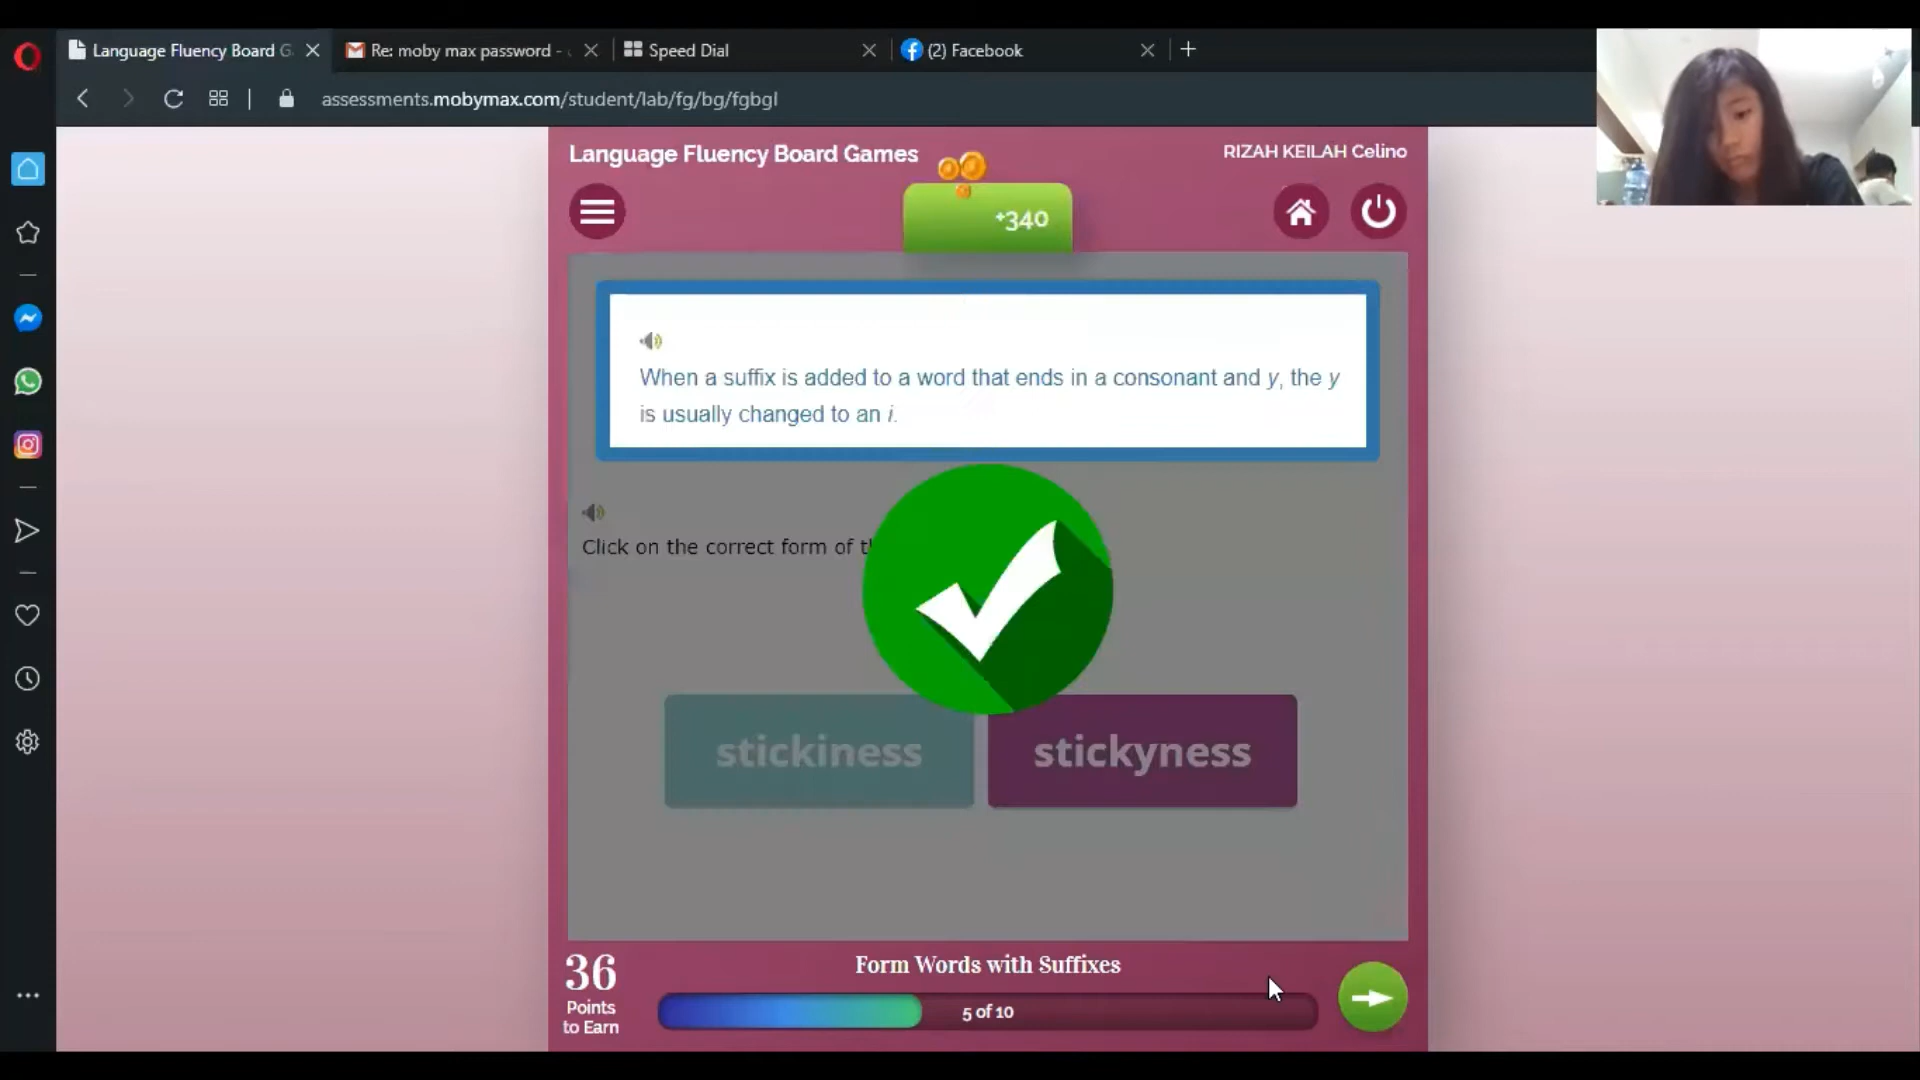 Language Fluency Board G
Re: moby max password -
Speed Dial
(2) Facebook
assessments.mobymax.com/student/lab/fg/bg/fgbgl
Language Fluency Board Games
RIZAH KEILAH Celino
+340
When a suffix is added to a word that ends in a consonant and y, the y
is usually changed to an i.
Click on the correct form of th
stickiness
stickyness
36
Points
to Earn
Form Words with Suffixes
5 of 10